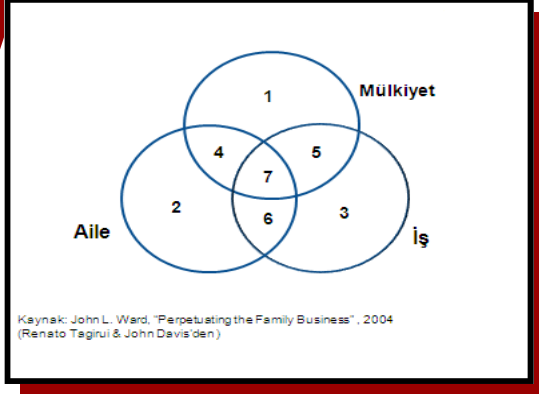 1
Mülkiyet
4
5
7
2
6
3
Aile
İş
Kaynak: John L. Ward, "Perpetuating the Family Business", 2004
(Renato Tagirui & John Davis'den)